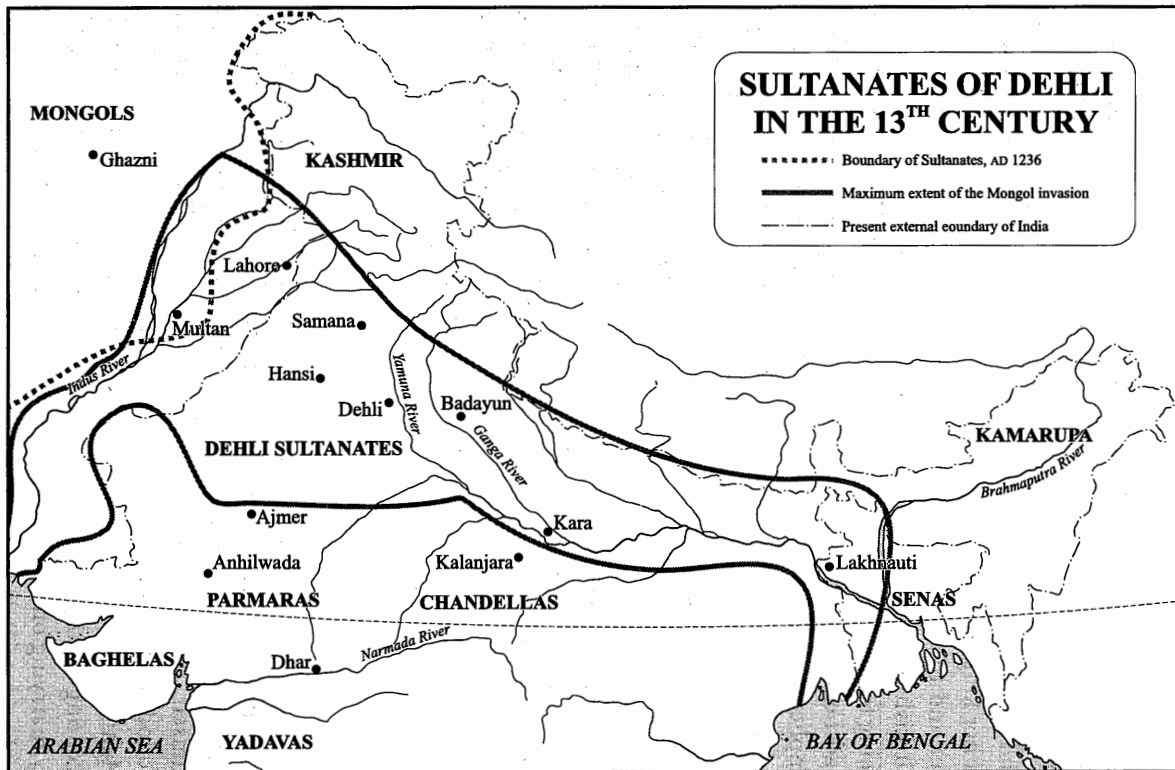 SULTANATES OF DEHLI
IN THE 13TH CENTURY
Boundary of Sultanates, AD 1236
Maximum extent of the Mongol invasion
Present external eoundary of India
MONGOLS
Ghazni
KASHMIR
Lahore
Multan
Samana
Indus River
Hansi
Yamuna River
Dehli
Badayun
Ganga River
DEHLI SULTANATES
KAMARUPA
Brahmaputra River
Ajmer
Kara
Anhilwada
Kalanjara
Lakhnauti
PARMARAS
CHANDELLAS
SENAS
Narmada River
BAGHELAS
Dhar
ARABIAN SEA
YADAVAS
BAY OF BENGAL